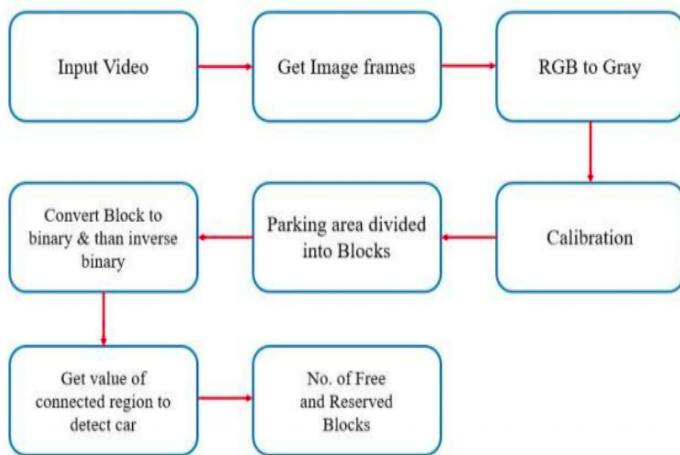 Input Video
Get Image frames
RGB to Gray
Calibration
Parking area divided
into Blocks
Convert Block to
binary & than inverse
binary
Get value of
connected region to
detect car
No. of Free
and Reserved
Blocks